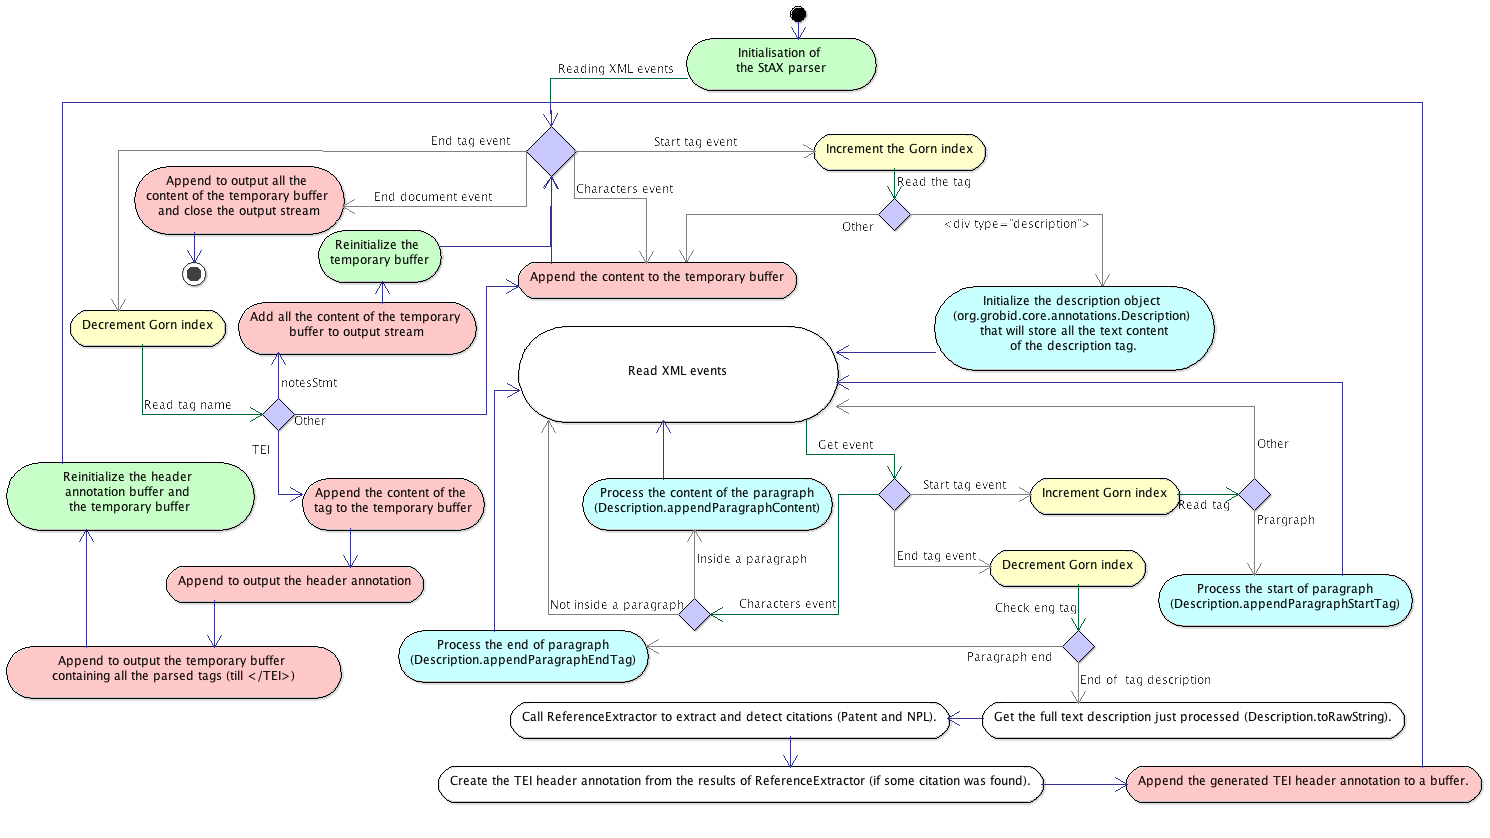 Initialisation of
the StAX parser
Reading XML events
End tag event
Start tag event
Increment the Gorn index
Append to output all the
content of the temporary buffer
and close the output stream
End document event
Characters event
Read the tag
Other
<div type="description">
Reinitialize the
temporary buffer
Append the content to the temporary buffer
Decrement Gorn index
Add all the content of the temporary
buffer to output stream
Initialize the description object
(org.grobid.core.annotations.Description)
that will store all the text content
of the description tag.
Read XML events
notesStmt
Read tag name
Other
TEI
Get event
Other
Reinitialize the header
annotation buffer and
the temporary buffer
Append the content of the
tag to the temporary buffer
Process the content of the paragraph
(Description.appendParagraphContent)
Start tag event
Increment Gorn index
Read tag
Prargraph
Append to output the header annotation
Inside a paragraph
End tag event
Decrement Gorn index
Not inside a paragraph
Characters event
Check eng tag
Process the start of paragraph
(Description.appendParagraphStartTag)
Append to output the temporary buffer
containing all the parsed tags (till </TEI>)
Process the end of paragraph
(Description.appendParagraphEndTag)
Paragraph end
End of  tag description
Call ReferenceExtractor to extract and detect citations (Patent and NPL).
Get the full text description just processed (Description.toRawString).
Create the TEI header annotation from the results of ReferenceExtractor (if some citation was found).
Append the generated TEI header annotation to a buffer.